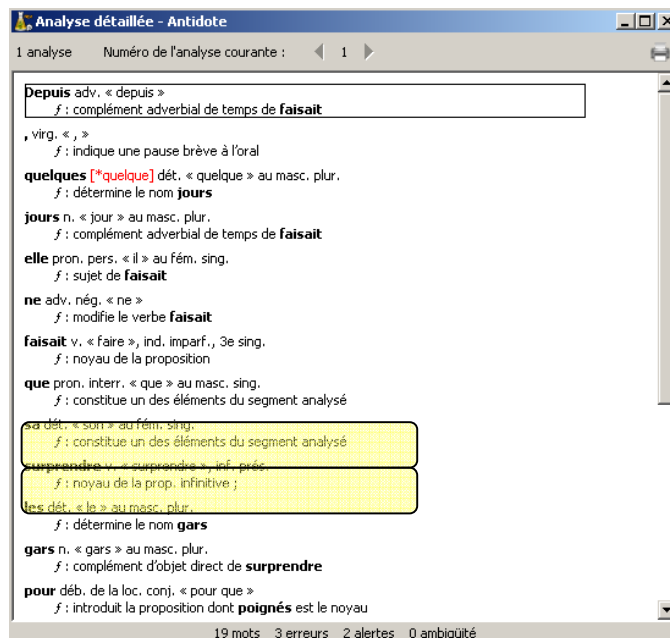 Analyse détaillée - Antidote
1 analyse Numéro de l'analyse courante : 1
Depuis adv. « depuis »
f : complément adverbial de temps de faisait
, virg. « , »
f : indique une pause brève à l'oral
quelques [*quelque] dét. « quelque » au masc. plur.
f : détermine le nom jours
jours n. « jour » au masc. plur.
f : complément adverbial de temps de faisait
elle pron. pers. « il » au fém. sing.
f : sujet de faisait
ne adv. nég. « ne »
f : modifie le verbe faisait
faisait v. « faire », ind. imparf., 3e sing.
f : noyau de la proposition
que pron. interr. « que » au masc. sing.
f : constitue un des éléments du segment analysé
sa dét. « son » au fém. sing.
f : constitue un des éléments du segment analysé
surprendre v. « surprendre », inf. prés.
f : noyau de la prop. infinitive ;
les dét. « le » au masc. plur.
f : détermine le nom gars
gars n. « gars » au masc. plur.
f : complément d'objet direct de surprendre
pour déb. de la loc. conj. « pour que »
f : introduit la proposition dont poignés est le noyau
19 mots 3 erreurs 2 alertes 0 ambigüité